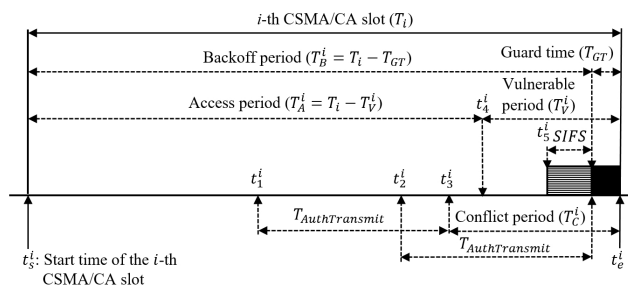 i-th CSMA/CA slot (T_i)
Backoff period (T_B^i = T_i − T_GT)
Guard time (T_GT)
Access period (T_A^i = T_i − T_V^i)
t_4^i
Vulnerable
period (T_V^i)
t_5^i SIFS
t_1^i
t_2^i
t_3^i
T_AuthTransmit
Conflict period (T_C^i)
T_AuthTransmit
t_s^i: Start time of the i-th
CSMA/CA slot
t_e^i